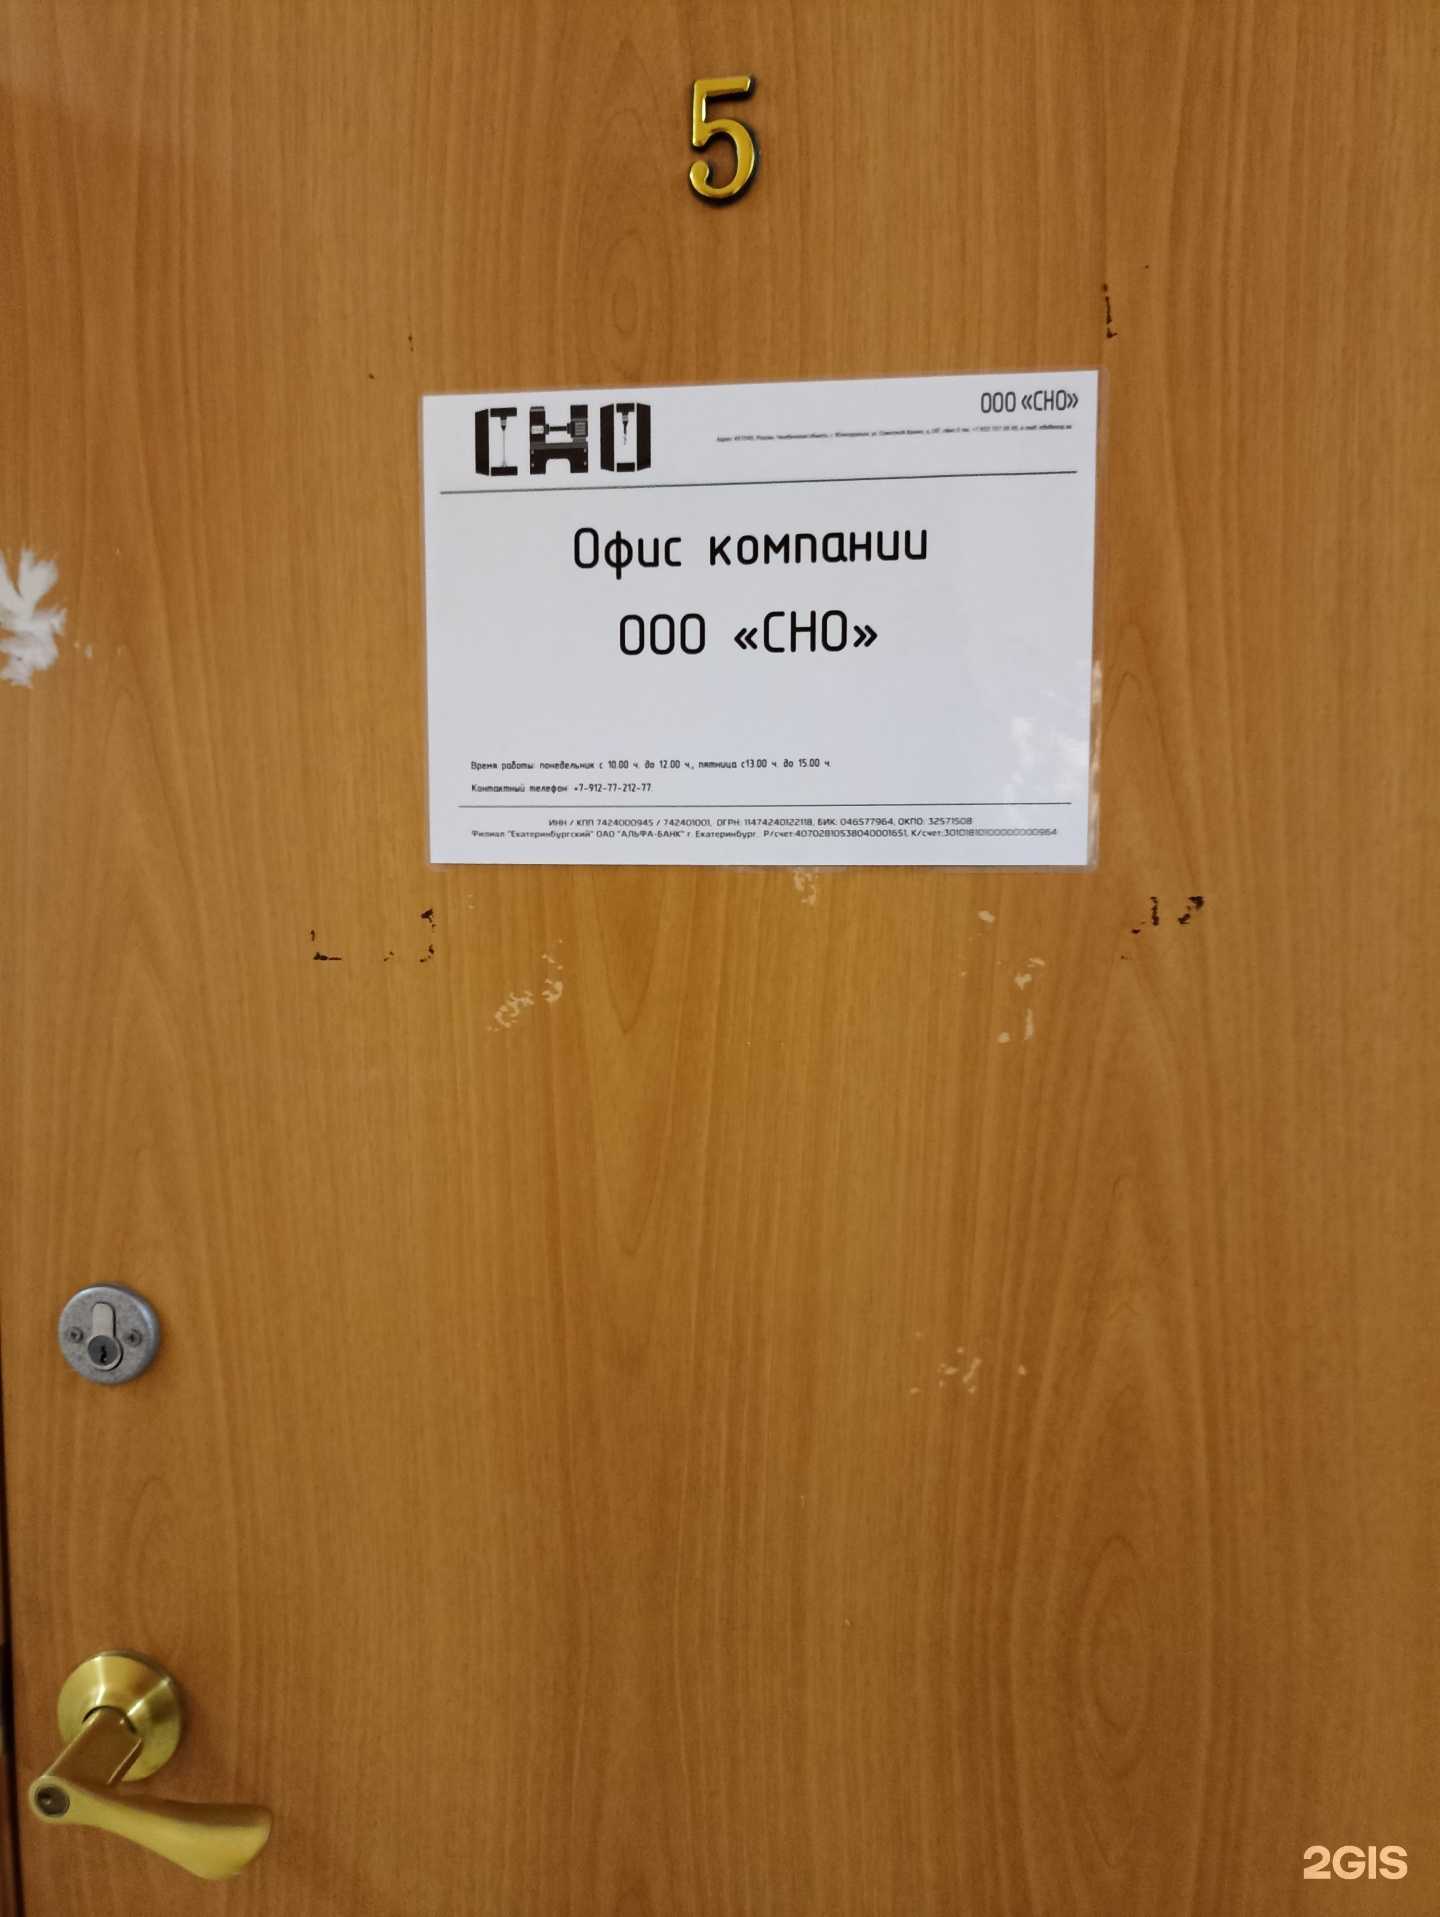 5
СНО
ООО «СНО»
Офис компании
ООО «СНО»
Время работы: понедельник с 10.00 ч. до 12.00 ч., пятница с13.00 ч. до 15.00 ч.
Контактный телефон: +7-912-77-212-77.
ИНН / КПП 7424000945 / 742401001, ОГРН: 11474240122118, БИК: 046577964, ОКПО: 32571508
Филиал "Екатеринбургский" ОАО "АЛЬФА-БАНК" г. Екатеринбург, Р/счет:40702810538040001651, К/счет:30101810100000000964
2GIS